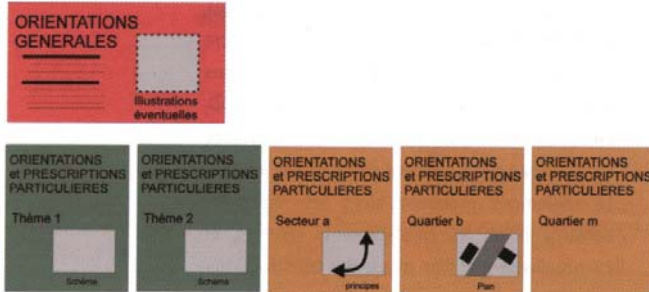 ORIENTATIONS
GENERALES
Illustrations
éventuelles
ORIENTATIONS
et PRESCRIPTIONS
PARTICULIERES
Thème 1
Schéma
ORIENTATIONS
et PRESCRIPTIONS
PARTICULIERES
Thème 2
Schéma
ORIENTATIONS
et PRESCRIPTIONS
PARTICULIERES
Secteur a
principes
ORIENTATIONS
et PRESCRIPTIONS
PARTICULIERES
Quartier b
Plan
ORIENTATIONS
et PRESCRIPTIONS
PARTICULIERES
Quartier m